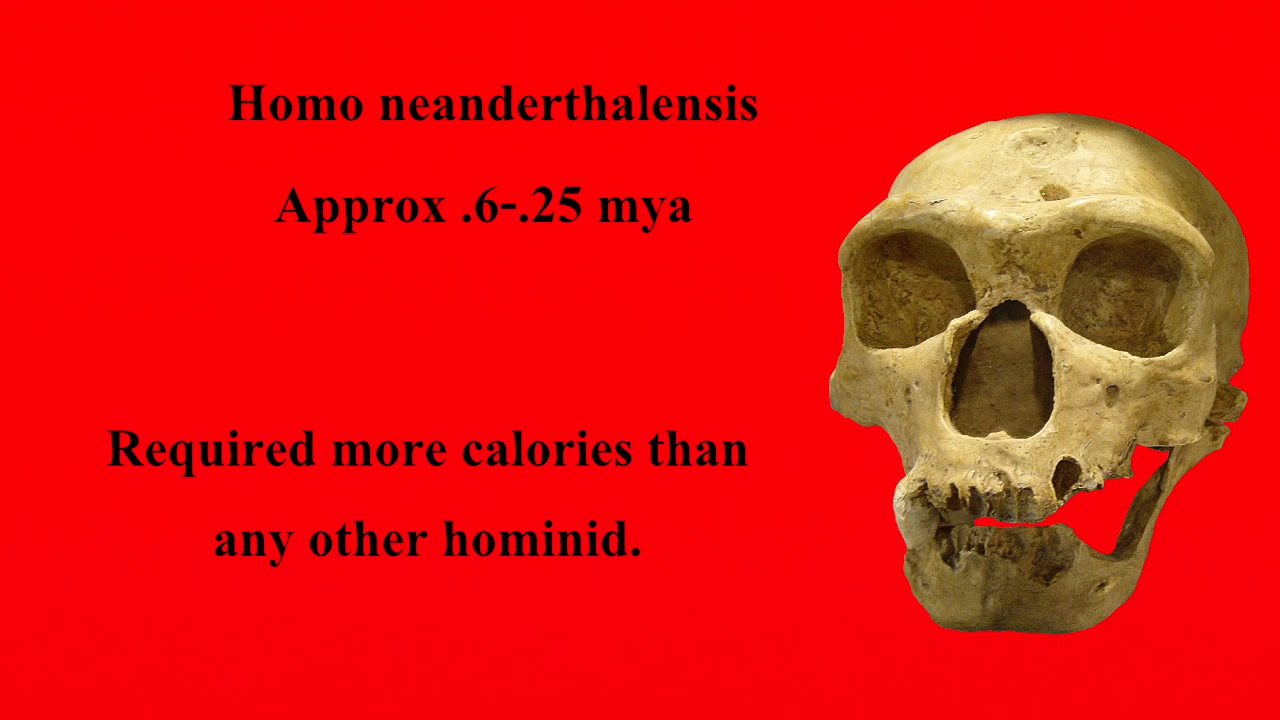 Homo neanderthalensis
Approx .6-.25 mya
Required more calories than
any other hominid.